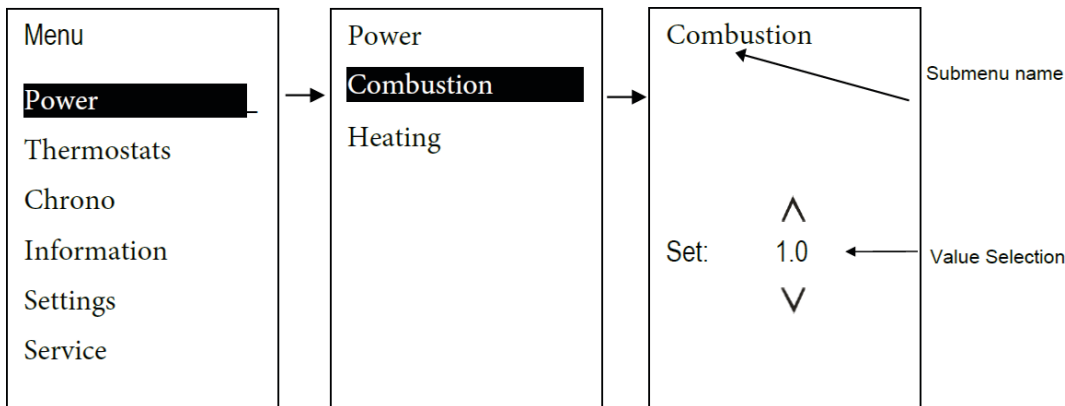 Menu
Power
Thermostats
Chrono
Information
Settings
Service
Power
Combustion
Heating
Combustion
Set: 1.0
Submenu name
Value Selection